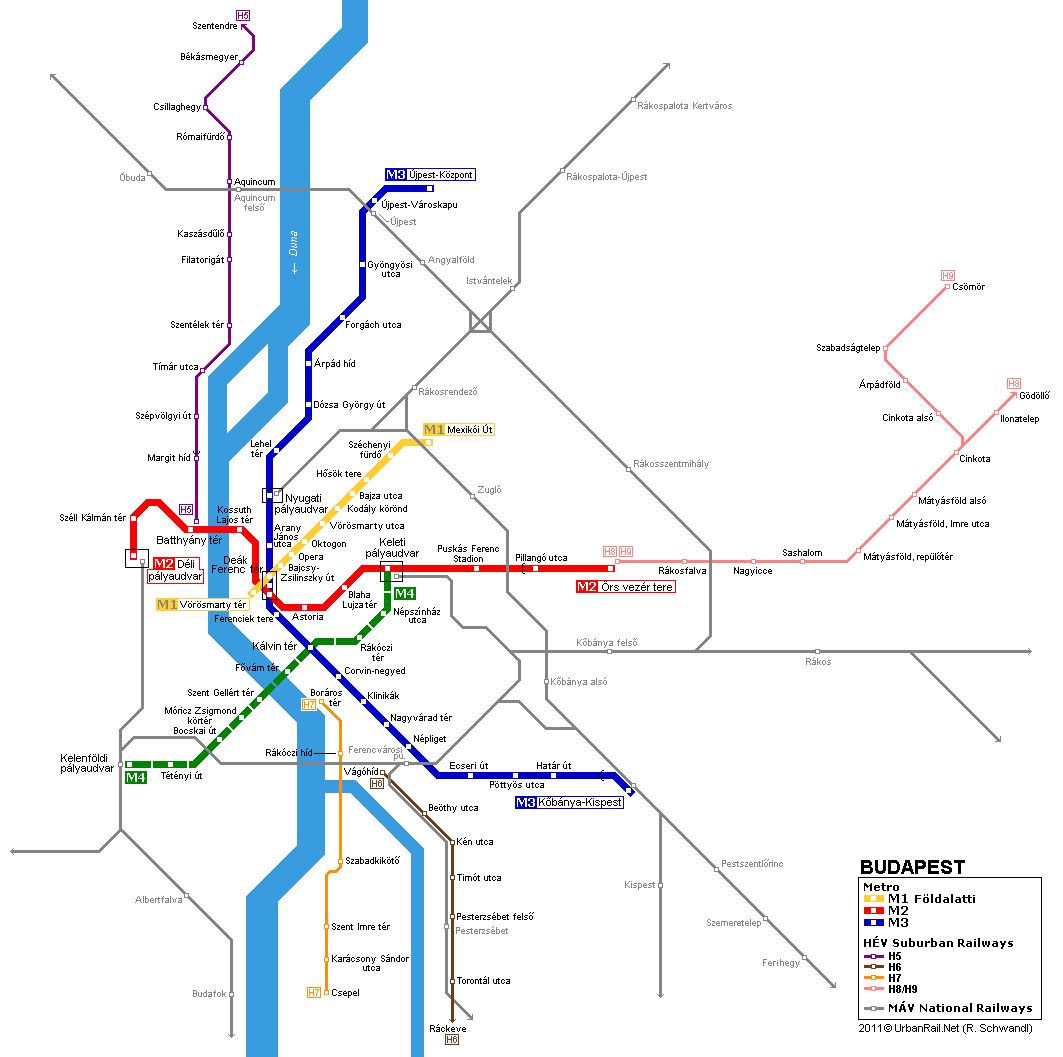 H5
Szentendre
Békásmegyer
Csillaghegy
Rómaifürdő
Óbuda
Aquincum
Aquincum
felső
Kaszásdűlő
Filatorigát
Szentélek tér
Tímár utca
Szépvölgyi út
Margit híd
H5
← Duna
M3 Újpest-Központ
Újpest-Városkapu
Újpest
Gyöngyösi
utca
Angyalföld
Forgách utca
Árpád híd
Dózsa György út
Lehel
tér
Nyugati
pályaudvar
Arany
János
utca
Rákospalota Kertváros
Rákospalota-Újpest
Istvántelek
Rákosrendező
Rákosszentmihály
Zugló
M1 Mexikói Út
Széchenyi
fürdő
Hősök tere
Bajza utca
Kodály körönd
Vörösmarty utca
Oktogon
Opera
Bajcsy-
Zsilinszky út
Deák
Ferenc tér
M1 Vörösmarty tér
Széll Kálmán tér
Batthyány tér
Kossuth
Lajos tér
M2 Déli
pályaudvar
Keleti
pályaudvar
Puskás Ferenc
Stadion
Pillangó utca
M2 Örs vezér tere
H8
H9
Rákosfalva
Nagyicce
Sashalom
Mátyásföld, repülőtér
Mátyásföld, Imre utca
Mátyásföld alsó
Cinkota
Cinkota alsó
Árpádföld
Szabadságtelep
H9
Csömör
H8
Gödöllő
Ilonatelep
Astoria
Blaha
Lujza tér
M4
Népszínház
utca
Rákóczi
tér
Ferenciek tere
Kálvin tér
Fővám tér
Szent Gellért tér
Móricz Zsigmond
körtér
Bocskai út
Tétényi út
Kelenföldi
pályaudvar
M4
Corvin-negyed
Klinikák
Nagyvárad tér
Népliget
Ecseri út
Pöttyös utca
Határ út
M3 Kőbánya-Kispest
Kőbánya felső
Rákos
Kőbánya alsó
Ferencvárosi
pu.
Boráros
tér
H7
Rákóczi híd
Szabadkikötő
Szent Imre tér
Karácsony Sándor
utca
H7
Csepel
Vágóhíd
H6
Beöthy utca
Kén utca
Timót utca
Pesterzsébet felső
Pesterzsébet
Torontál utca
Ráckeve
H6
Albertfalva
Budafok
Kispest
Pestszentlőrinc
Szemeretelep
Ferihegy
BUDAPEST
Metro
M1 Földalatti
M2
M3
HÉV Suburban Railways
H5
H6
H7
H8/H9
MÁV National Railways
2011© UrbanRail.Net (R. Schwandl)